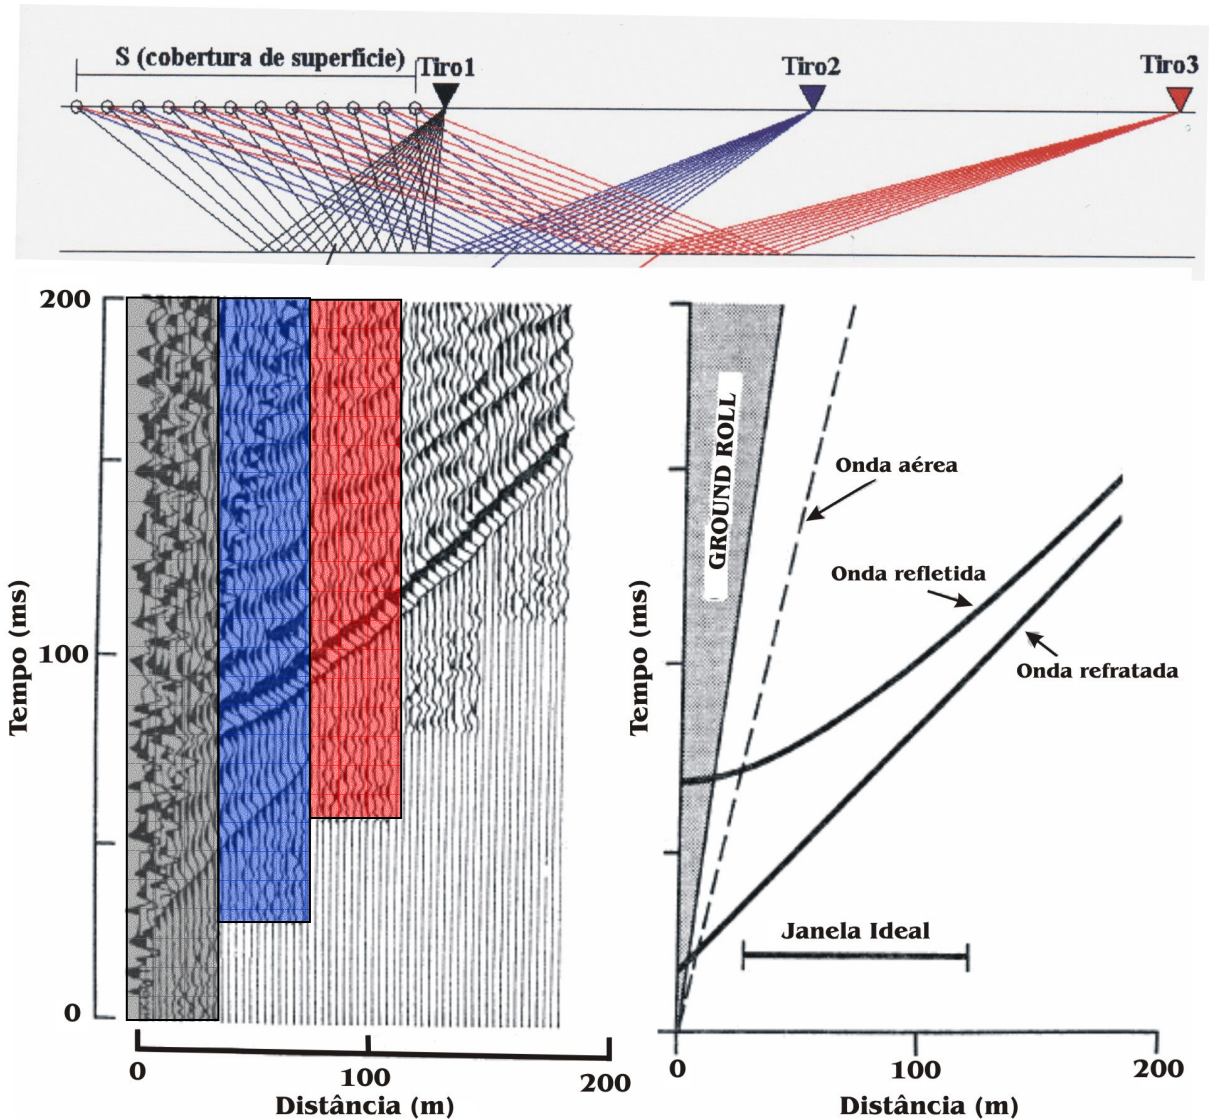 S (cobertura de superfície)
Tiro1
Tiro2
Tiro3
200
100
0
Tempo (ms)
0
100
200
Distância (m)
GROUND ROLL
Onda aérea
Onda refletida
Onda refratada
Janela Ideal
Tempo (ms)
0
100
200
Distância (m)